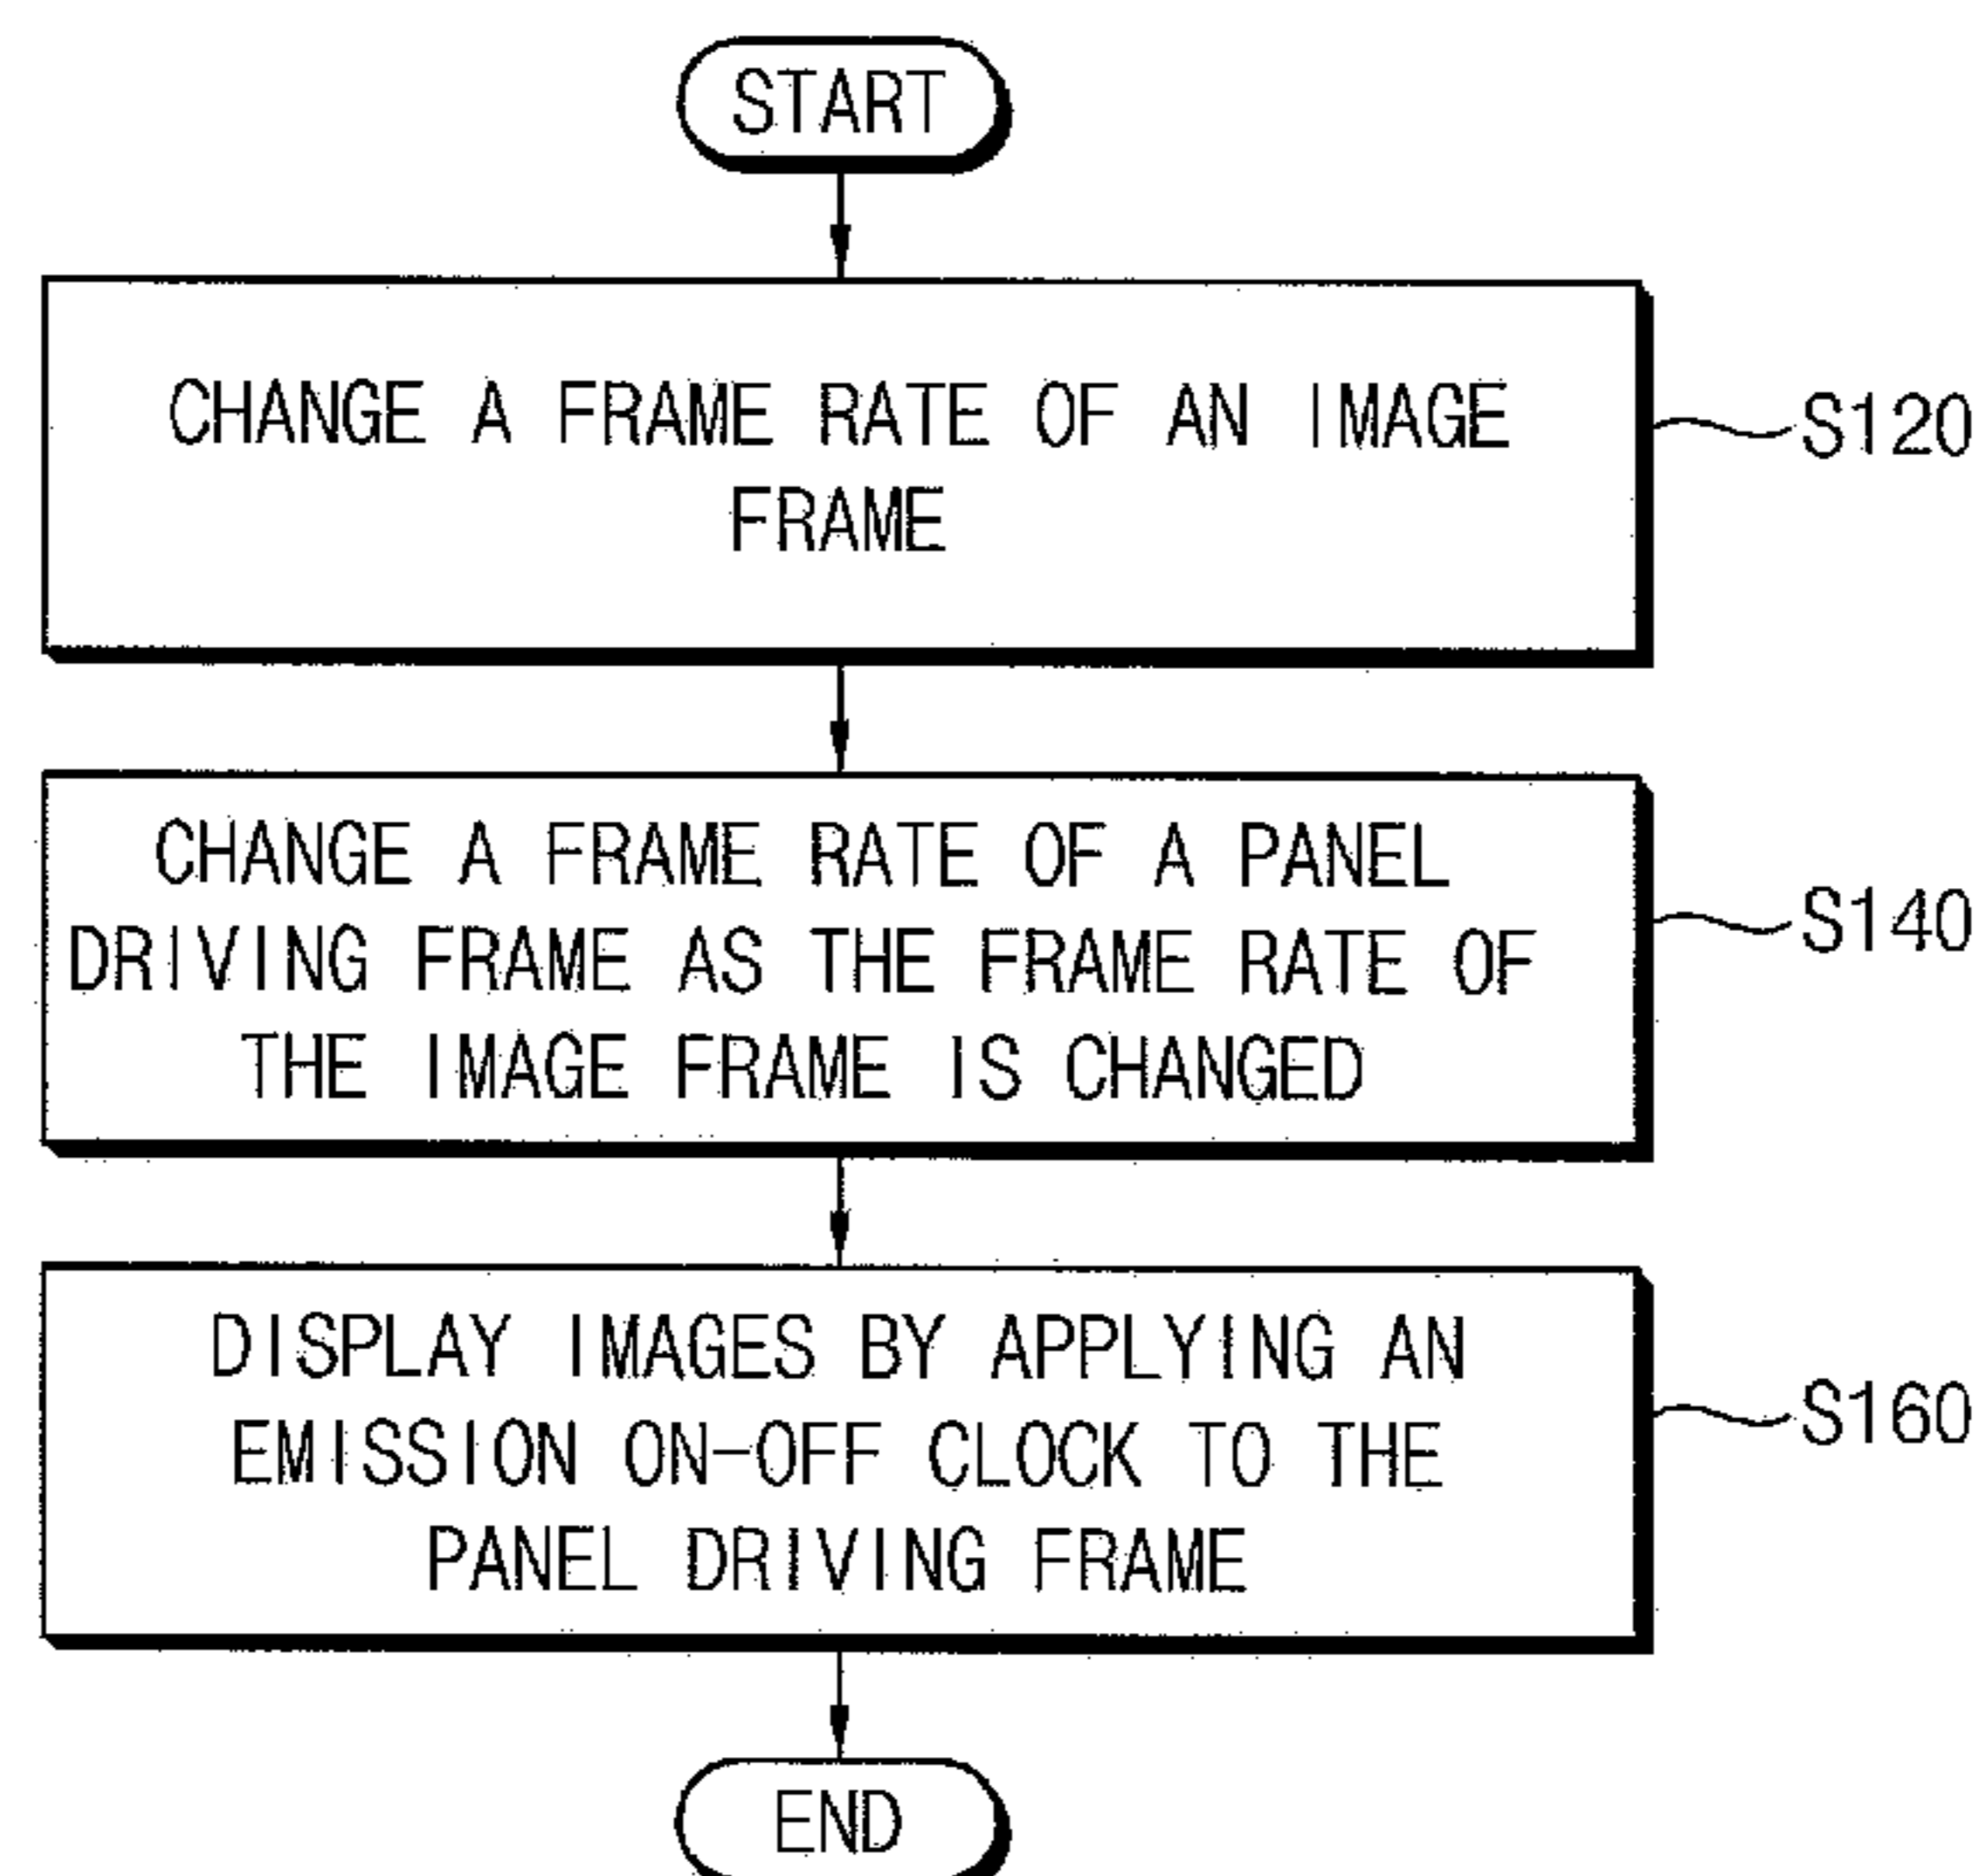 START
CHANGE A FRAME RATE OF AN IMAGE
FRAME
S120
CHANGE A FRAME RATE OF A PANEL
DRIVING FRAME AS THE FRAME RATE OF
THE IMAGE FRAME IS CHANGED
S140
DISPLAY IMAGES BY APPLYING AN
EMISSION ON-OFF CLOCK TO THE
PANEL DRIVING FRAME
S160
END